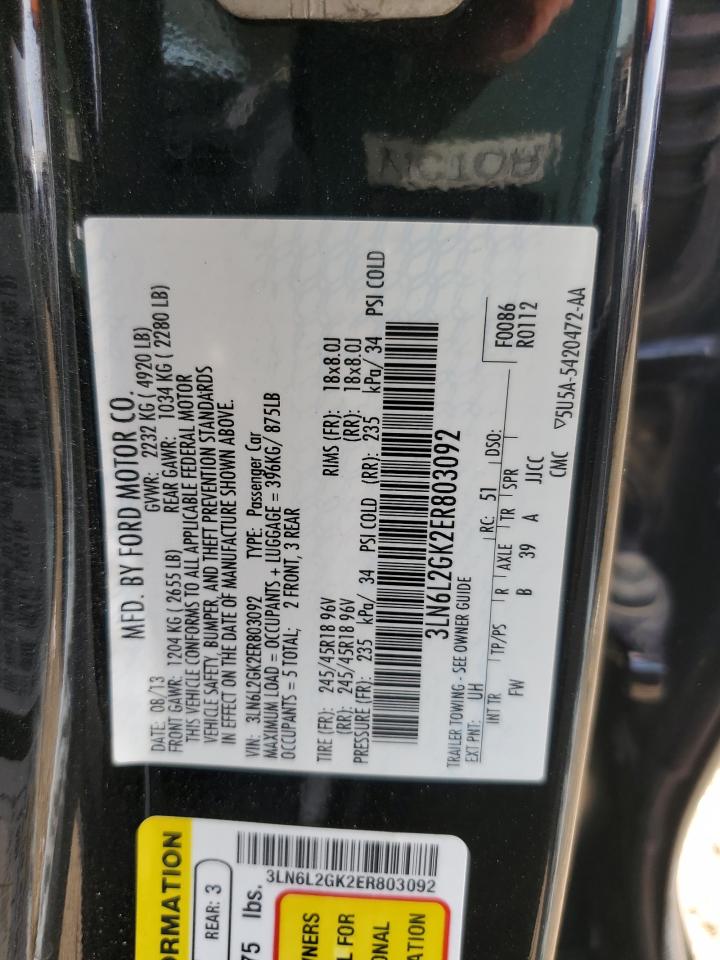 MFD. BY FORD MOTOR CO.
DATE: 08/13 GVWR: 2232 KG ( 4920 LB)
FRONT GAWR: 1204 KG ( 2655 LB) REAR GAWR: 1034 KG ( 2280 LB)
THIS VEHICLE CONFORMS TO ALL APPLICABLE FEDERAL MOTOR
VEHICLE SAFETY, BUMPER, AND THEFT PREVENTION STANDARDS
IN EFFECT ON THE DATE OF MANUFACTURE SHOWN ABOVE.
VIN: 3LN6L2GK2ER803092 TYPE: Passenger Car
MAXIMUM LOAD = OCCUPANTS + LUGGAGE = 396KG/ 875LB
OCCUPANTS = 5 TOTAL; 2 FRONT, 3 REAR
TIRE (FR): 245/45R18 96V RIMS (FR): 18x8.0J
(RR): 245/45R18 96V (RR): 18x8.0J
PRESSURE (FR): 235 kPa/ 34 PSI COLD (RR): 235 kPa/ 34 PSI COLD
3LN6L2GK2ER803092
TRAILER TOWING - SEE OWNER GUIDE
EXT PNT: UH RC: 51 DSO: F0086
R0112
INT TR TP/PS R AXLE TR SPR
FW B 39 A JJCC
CMC ▽5U5A-5420472-AA
ORMATION
REAR: 3
75 lbs.
3LN6L2GK2ER803092
NERS
L FOR
ONAL
ATION